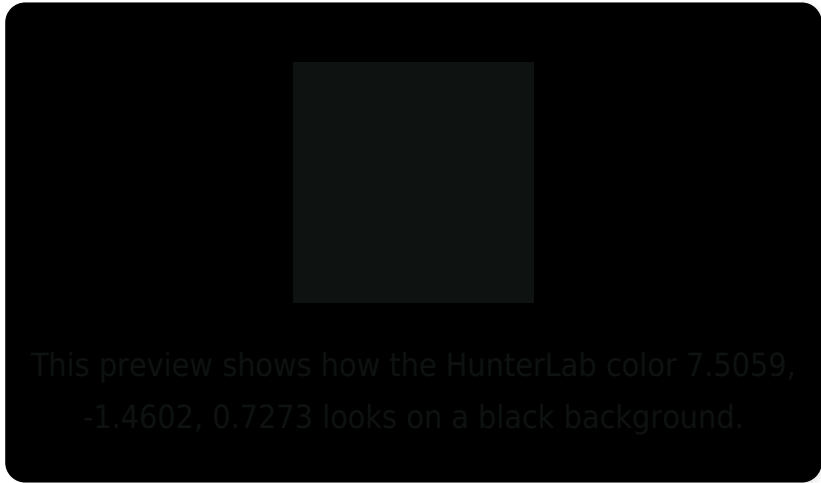 This preview shows how the HunterLab color 7.5059,
-1.4602, 0.7273 looks on a black background.